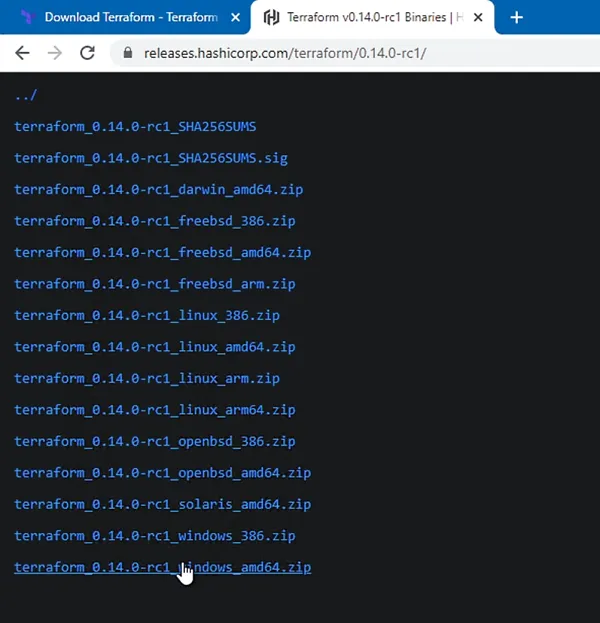 Download Terraform - Terraform
Terraform v0.14.0-rc1 Binaries | H
releases.hashicorp.com/terraform/0.14.0-rc1/
../
terraform_0.14.0-rc1_SHA256SUMS
terraform_0.14.0-rc1_SHA256SUMS.sig
terraform_0.14.0-rc1_darwin_amd64.zip
terraform_0.14.0-rc1_freebsd_386.zip
terraform_0.14.0-rc1_freebsd_amd64.zip
terraform_0.14.0-rc1_freebsd_arm.zip
terraform_0.14.0-rc1_linux_386.zip
terraform_0.14.0-rc1_linux_amd64.zip
terraform_0.14.0-rc1_linux_arm.zip
terraform_0.14.0-rc1_linux_arm64.zip
terraform_0.14.0-rc1_openbsd_386.zip
terraform_0.14.0-rc1_openbsd_amd64.zip
terraform_0.14.0-rc1_solaris_amd64.zip
terraform_0.14.0-rc1_windows_386.zip
terraform_0.14.0-rc1_windows_amd64.zip